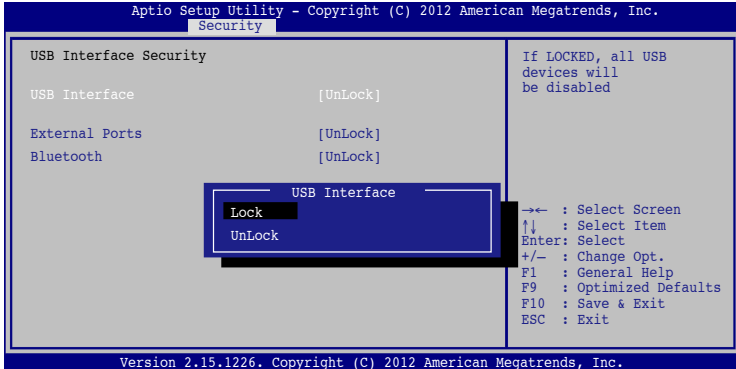 Aptio Setup Utility – Copyright (C) 2012 American Megatrends, Inc.
Security
USB Interface Security
USB Interface [UnLock]
External Ports [UnLock]
Bluetooth [UnLock]
If LOCKED, all USB
devices will
be disabled
USB Interface
Lock
UnLock
→← : Select Screen
↑↓ : Select Item
Enter: Select
+/— : Change Opt.
F1 : General Help
F9 : Optimized Defaults
F10 : Save & Exit
ESC : Exit
Version 2.15.1226. Copyright (C) 2012 American Megatrends, Inc.